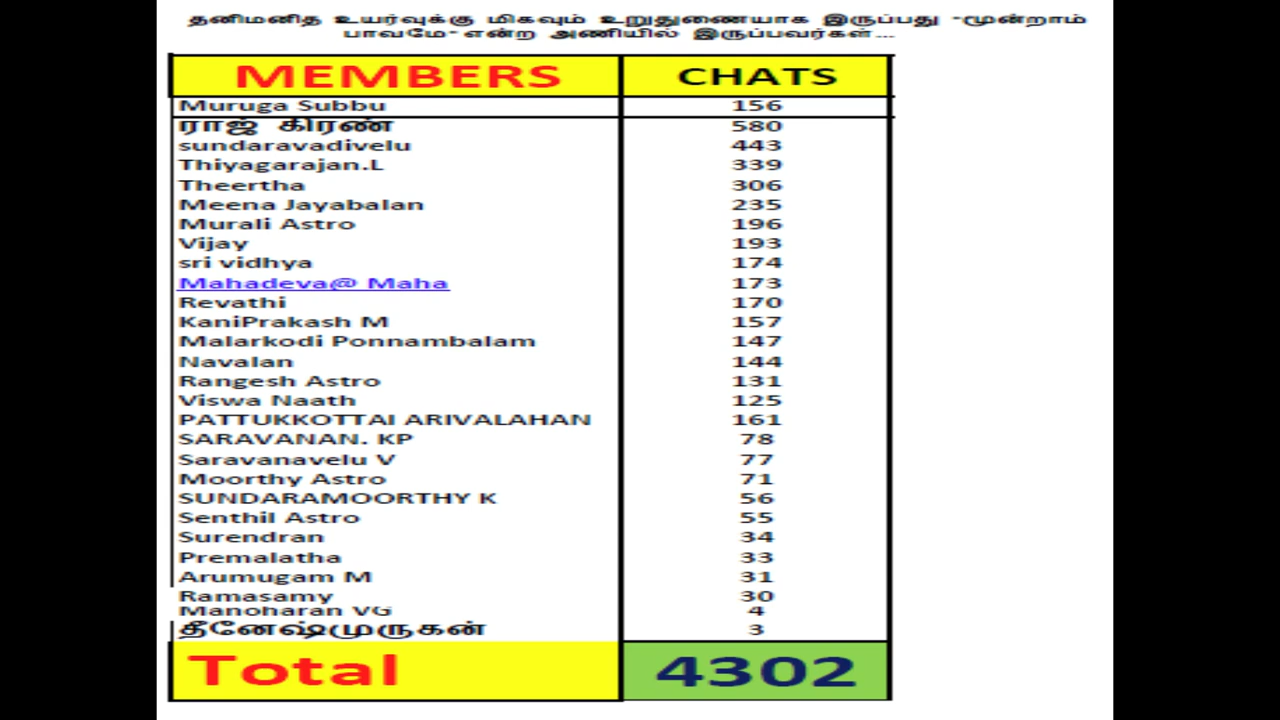 தனிமனித உயர்வுக்கு மிகவும் உறுதுணையாக இருப்பது -மூன்றாம்
பாவமே- என்ற அணியில் இருப்பவர்கள்...
MEMBERS CHATS
Muruga Subbu 156
ராஜ் கிரண் 580
sundaravadivelu 443
Thiyagarajan.L 339
Theertha 306
Meena Jayabalan 235
Murali Astro 196
Vijay 193
sri vidhya 174
Mahadeva@ Maha 173
Revathi 170
KaniPrakash M 157
Malarkodi Ponnambalam 147
Navalan 144
Rangesh Astro 131
Viswa Naath 125
PATTUKKOTTAI ARIVALAHAN 161
SARAVANAN. KP 78
Saravanavelu V 77
Moorthy Astro 71
SUNDARAMOORTHY K 56
Senthil Astro 55
Surendran 34
Premalatha 33
Arumugam M 31
Ramasamy 30
Manoharan VG 4
தீனேஷ்முருகன் 3
Total 4302